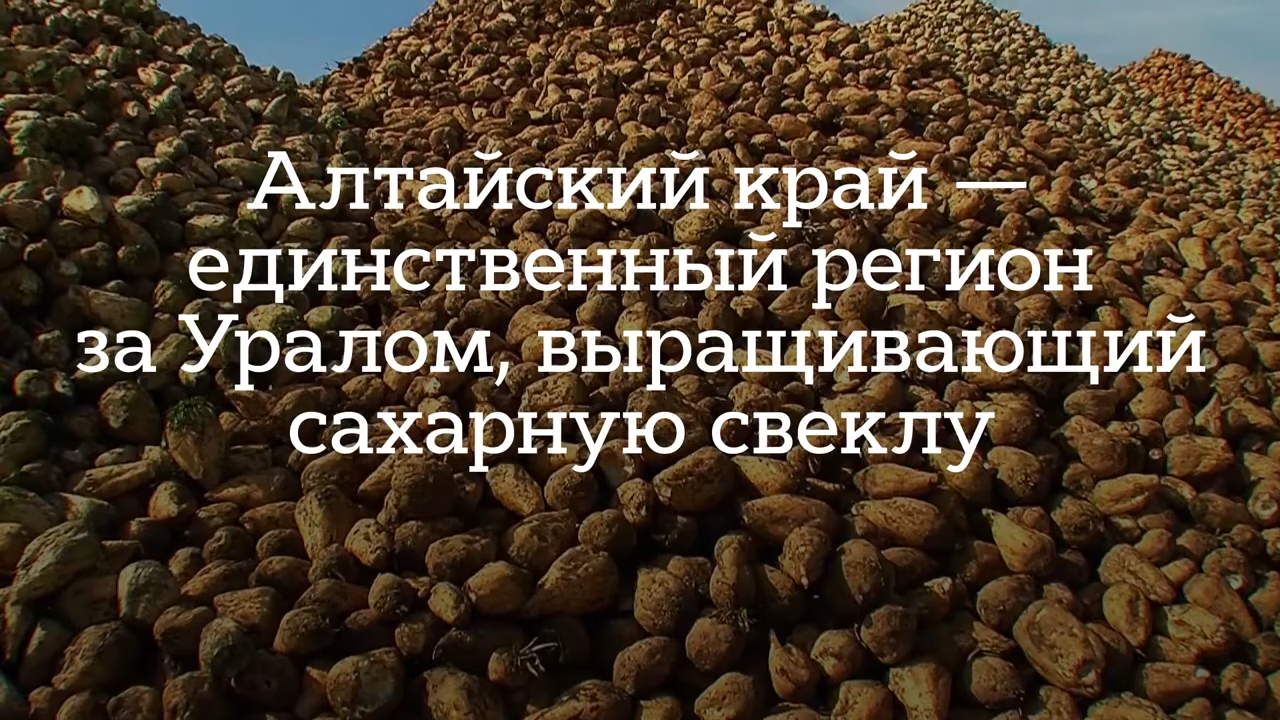 Алтайский край —
единственный регион
за Уралом, выращивающий
сахарную свеклу